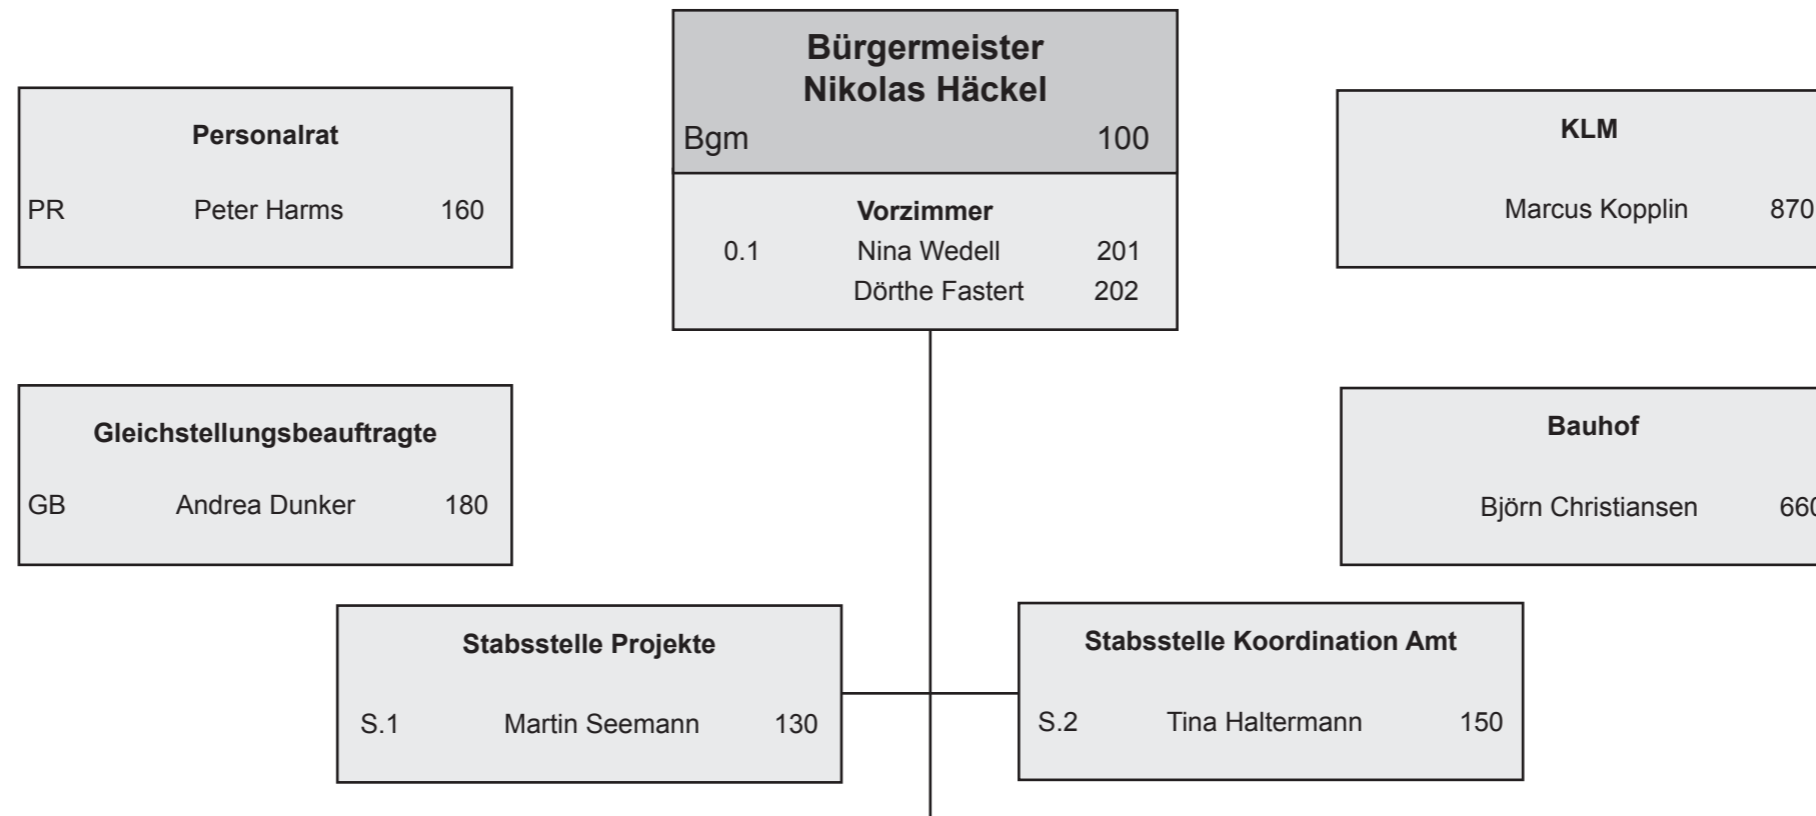 Bürgermeister
Nikolas Häckel
Bgm 100
Vorzimmer
0.1 Nina Wedell 201
Dörthe Fastert 202
Personalrat
PR Peter Harms 160
KLM
Marcus Kopplin 870
Gleichstellungsbeauftragte
GB Andrea Dunker 180
Bauhof
Björn Christiansen 660
Stabsstelle Projekte
S.1 Martin Seemann 130
Stabsstelle Koordination Amt
S.2 Tina Haltermann 150